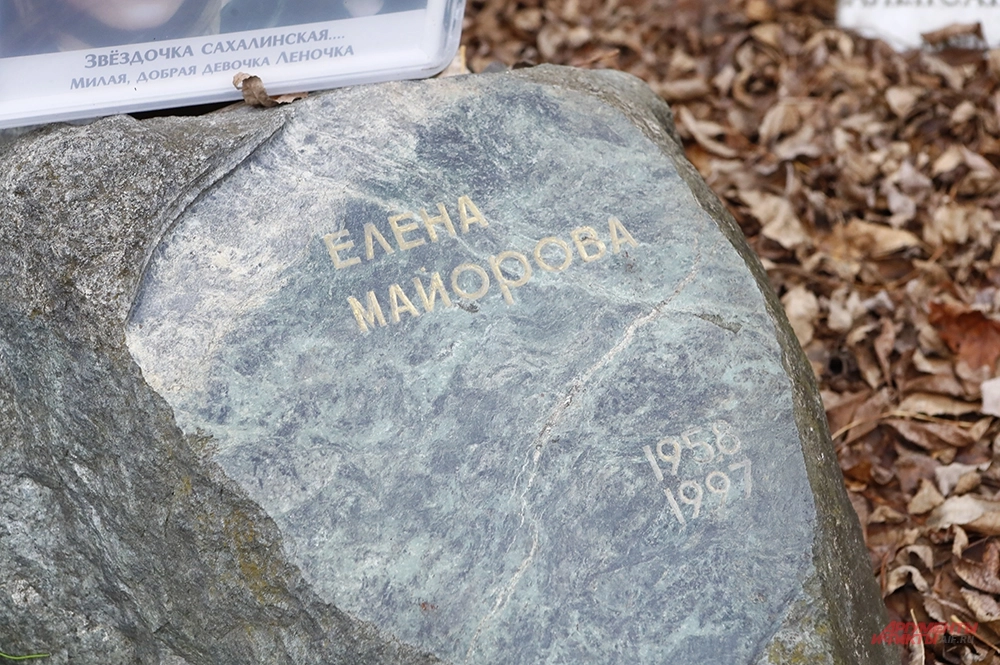 ЗВЁЗДОЧКА САХАЛИНСКАЯ....
МИЛАЯ, ДОБРАЯ ДЕВОЧКА ЛЕНОЧКА
ЕЛЕНА
МАЙОРОВА
1958
1997